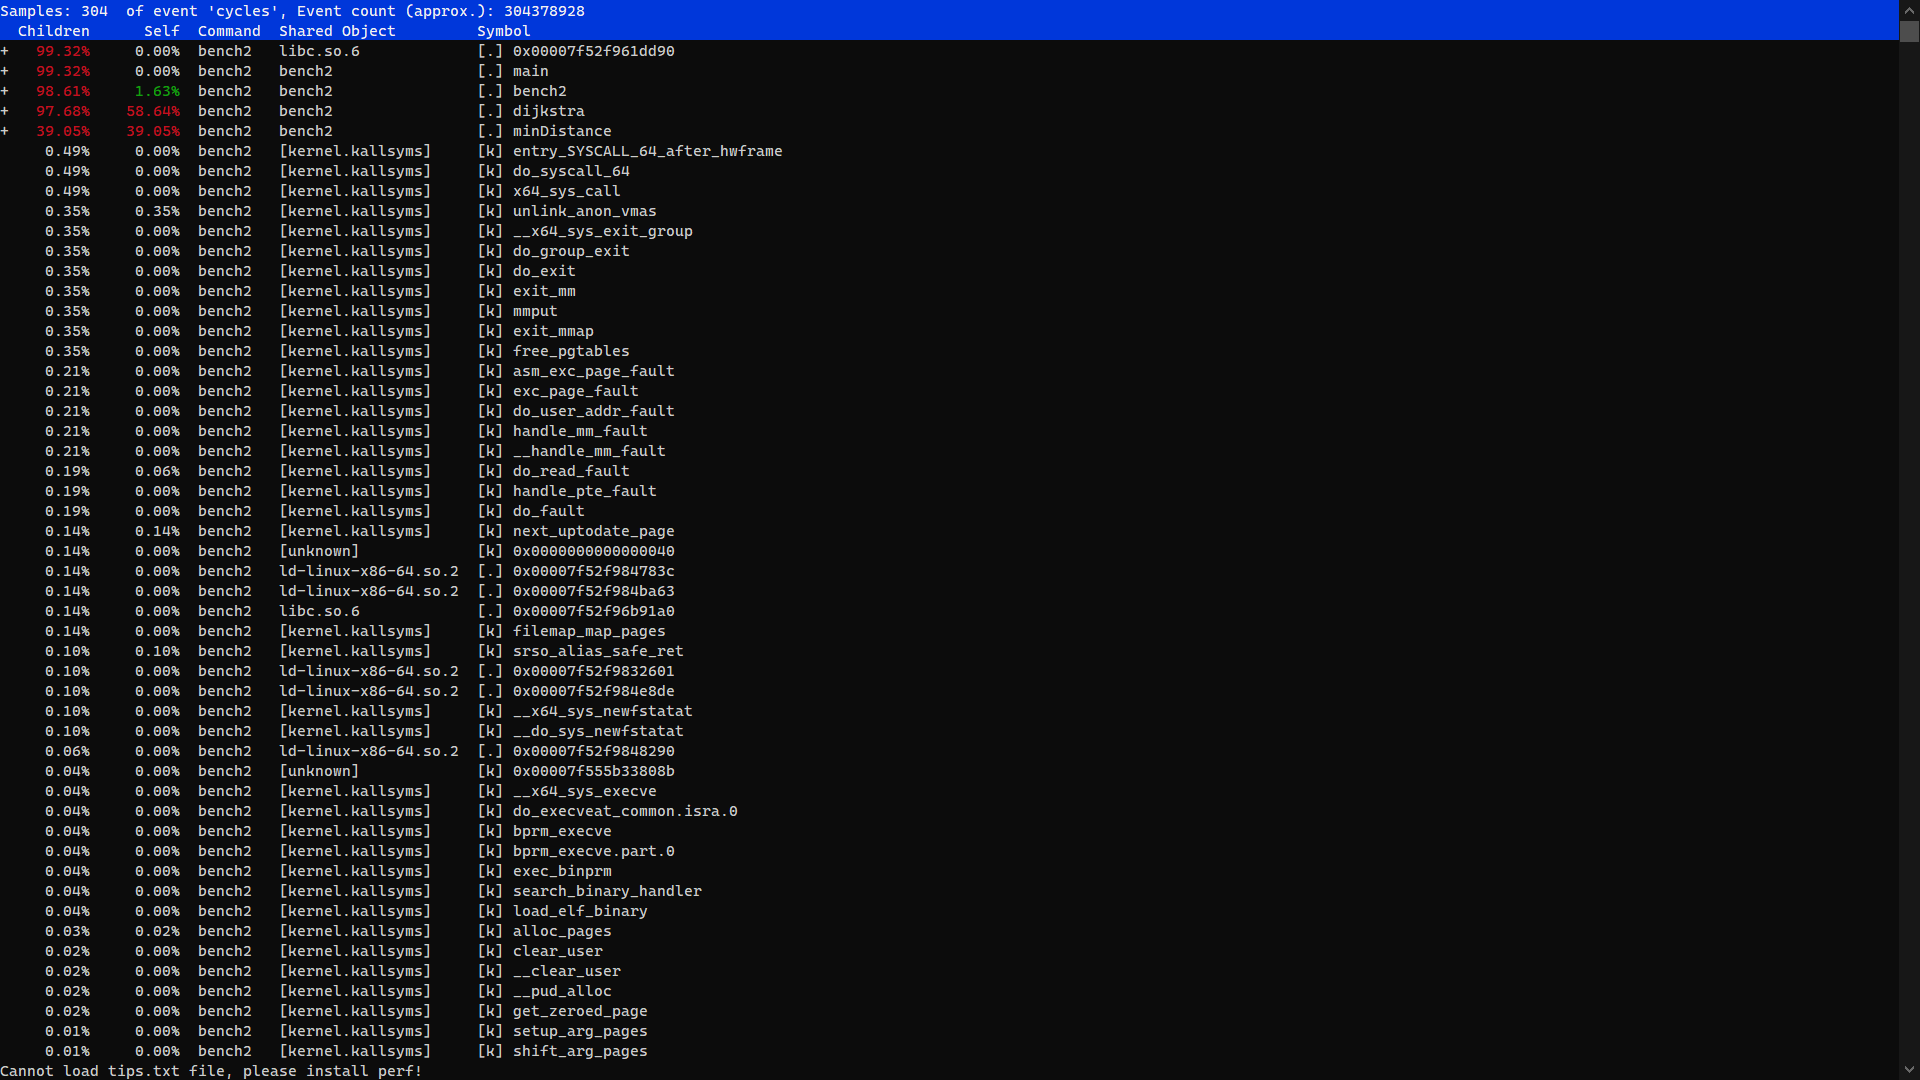 Samples: 304  of event 'cycles', Event count (approx.): 304378928
  Children      Self  Command  Shared Object         Symbol
+   99.32%     0.00%  bench2   libc.so.6             [.] 0x00007f52f961dd90
+   99.32%     0.00%  bench2   bench2                [.] main
+   98.61%     1.63%  bench2   bench2                [.] bench2
+   97.68%    58.64%  bench2   bench2                [.] dijkstra
+   39.05%    39.05%  bench2   bench2                [.] minDistance
     0.49%     0.00%  bench2   [kernel.kallsyms]     [k] entry_SYSCALL_64_after_hwframe
     0.49%     0.00%  bench2   [kernel.kallsyms]     [k] do_syscall_64
     0.49%     0.00%  bench2   [kernel.kallsyms]     [k] x64_sys_call
     0.35%     0.35%  bench2   [kernel.kallsyms]     [k] unlink_anon_vmas
     0.35%     0.00%  bench2   [kernel.kallsyms]     [k] __x64_sys_exit_group
     0.35%     0.00%  bench2   [kernel.kallsyms]     [k] do_group_exit
     0.35%     0.00%  bench2   [kernel.kallsyms]     [k] do_exit
     0.35%     0.00%  bench2   [kernel.kallsyms]     [k] exit_mm
     0.35%     0.00%  bench2   [kernel.kallsyms]     [k] mmput
     0.35%     0.00%  bench2   [kernel.kallsyms]     [k] exit_mmap
     0.35%     0.00%  bench2   [kernel.kallsyms]     [k] free_pgtables
     0.21%     0.00%  bench2   [kernel.kallsyms]     [k] asm_exc_page_fault
     0.21%     0.00%  bench2   [kernel.kallsyms]     [k] exc_page_fault
     0.21%     0.00%  bench2   [kernel.kallsyms]     [k] do_user_addr_fault
     0.21%     0.00%  bench2   [kernel.kallsyms]     [k] handle_mm_fault
     0.21%     0.00%  bench2   [kernel.kallsyms]     [k] __handle_mm_fault
     0.19%     0.06%  bench2   [kernel.kallsyms]     [k] do_read_fault
     0.19%     0.00%  bench2   [kernel.kallsyms]     [k] handle_pte_fault
     0.19%     0.00%  bench2   [kernel.kallsyms]     [k] do_fault
     0.14%     0.14%  bench2   [kernel.kallsyms]     [k] next_uptodate_page
     0.14%     0.00%  bench2   [unknown]             [k] 0x0000000000000040
     0.14%     0.00%  bench2   ld-linux-x86-64.so.2  [.] 0x00007f52f984783c
     0.14%     0.00%  bench2   ld-linux-x86-64.so.2  [.] 0x00007f52f984ba63
     0.14%     0.00%  bench2   libc.so.6             [.] 0x00007f52f96b91a0
     0.14%     0.00%  bench2   [kernel.kallsyms]     [k] filemap_map_pages
     0.10%     0.10%  bench2   [kernel.kallsyms]     [k] srso_alias_safe_ret
     0.10%     0.00%  bench2   ld-linux-x86-64.so.2  [.] 0x00007f52f9832601
     0.10%     0.00%  bench2   ld-linux-x86-64.so.2  [.] 0x00007f52f984e8de
     0.10%     0.00%  bench2   [kernel.kallsyms]     [k] __x64_sys_newfstatat
     0.10%     0.00%  bench2   [kernel.kallsyms]     [k] __do_sys_newfstatat
     0.06%     0.00%  bench2   ld-linux-x86-64.so.2  [.] 0x00007f52f9848290
     0.04%     0.00%  bench2   [unknown]             [k] 0x00007f555b33808b
     0.04%     0.00%  bench2   [kernel.kallsyms]     [k] __x64_sys_execve
     0.04%     0.00%  bench2   [kernel.kallsyms]     [k] do_execveat_common.isra.0
     0.04%     0.00%  bench2   [kernel.kallsyms]     [k] bprm_execve
     0.04%     0.00%  bench2   [kernel.kallsyms]     [k] bprm_execve.part.0
     0.04%     0.00%  bench2   [kernel.kallsyms]     [k] exec_binprm
     0.04%     0.00%  bench2   [kernel.kallsyms]     [k] search_binary_handler
     0.04%     0.00%  bench2   [kernel.kallsyms]     [k] load_elf_binary
     0.03%     0.02%  bench2   [kernel.kallsyms]     [k] alloc_pages
     0.02%     0.00%  bench2   [kernel.kallsyms]     [k] clear_user
     0.02%     0.00%  bench2   [kernel.kallsyms]     [k] __clear_user
     0.02%     0.00%  bench2   [kernel.kallsyms]     [k] __pud_alloc
     0.02%     0.00%  bench2   [kernel.kallsyms]     [k] get_zeroed_page
     0.01%     0.00%  bench2   [kernel.kallsyms]     [k] setup_arg_pages
     0.01%     0.00%  bench2   [kernel.kallsyms]     [k] shift_arg_pages
Cannot load tips.txt file, please install perf!